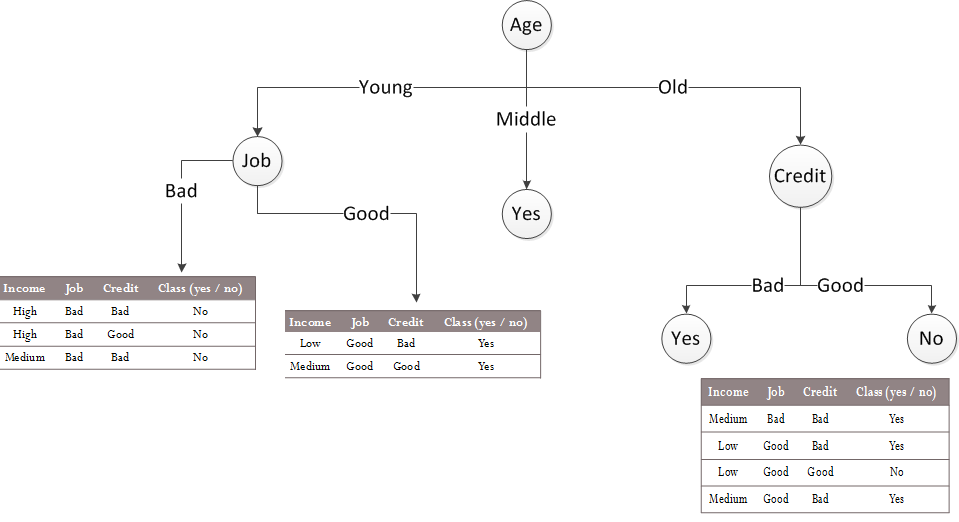 Age
Young
Old
Middle
Job
Credit
Bad
Good
Yes
Bad
Good
Yes
No
Income Job Credit Class (yes / no)
High Bad Bad No
High Bad Good No
Medium Bad Bad No
Income Job Credit Class (yes / no)
Low Good Bad Yes
Medium Good Good Yes
Income Job Credit Class (yes / no)
Medium Bad Bad Yes
Low Good Bad Yes
Low Good Good No
Medium Good Bad Yes